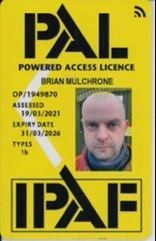 PAL
POWERED ACCESS LICENCE
BRIAN MULCHRONE
OP/1949870
ASSESSED
19/03/2021
EXPIRY DATE
31/03/2026
TYPES
1b
IPAF